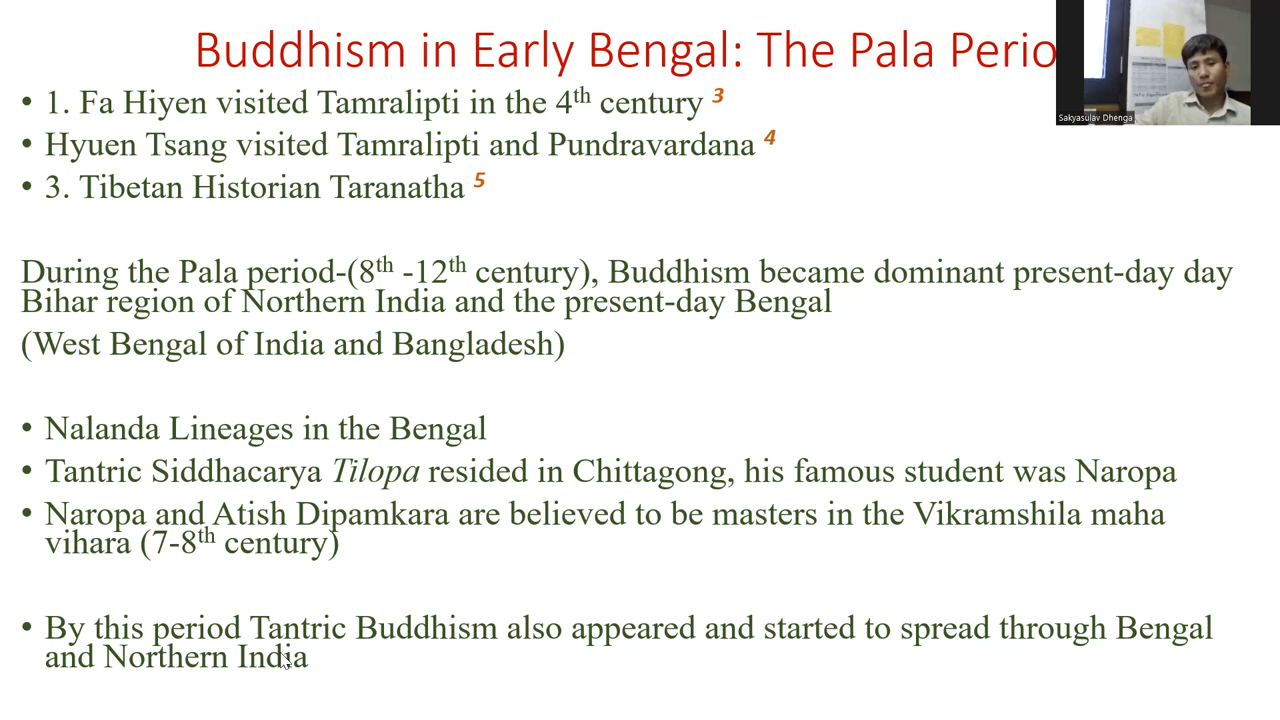 Buddhism in Early Bengal: The Pala Perio
Sakyasulav Dhenga
• 1. Fa Hiyen visited Tamralipti in the 4th century 3
• Hyuen Tsang visited Tamralipti and Pundravardana 4
• 3. Tibetan Historian Taranatha 5
During the Pala period-(8th -12th century), Buddhism became dominant present-day day
Bihar region of Northern India and the present-day Bengal
(West Bengal of India and Bangladesh)
• Nalanda Lineages in the Bengal
• Tantric Siddhacarya Tilopa resided in Chittagong, his famous student was Naropa
• Naropa and Atish Dipamkara are believed to be masters in the Vikramshila maha
vihara (7-8th century)
• By this period Tantric Buddhism also appeared and started to spread through Bengal
and Northern India